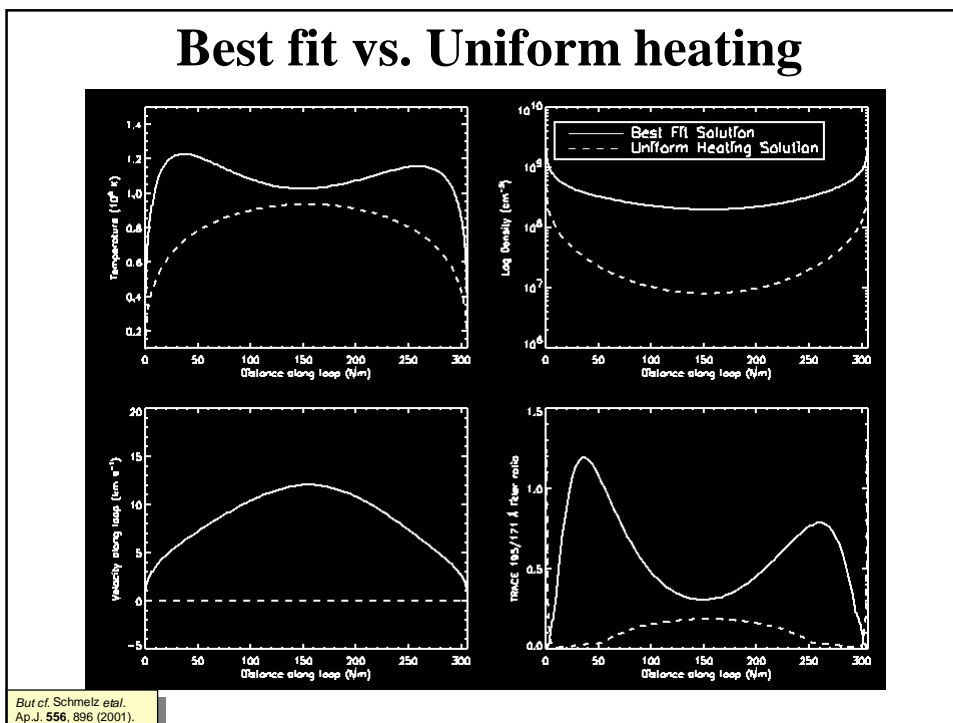 Best fit vs. Uniform heating
1.4
1.2
1.0
0.8
0.6
0.4
0.2
Temperature (10⁶ K)
0 50 100 150 200 250 300
Distance along loop (Mm)
10¹⁰
10⁹
10⁸
10⁷
10⁶
Log Density (cm⁻³)
Best Fit Solution
Uniform Heating Solution
0 50 100 150 200 250 300
Distance along loop (Mm)
20
15
10
5
0
-5
Velocity along loop (km s⁻¹)
0 50 100 150 200 250 300
Distance along loop (Mm)
1.5
1.0
0.5
0.0
TRACE 195/171 Å filter ratio
0 50 100 150 200 250 300
Distance along loop (Mm)
But cf. Schmelz etal.
Ap.J. 556, 896 (2001).